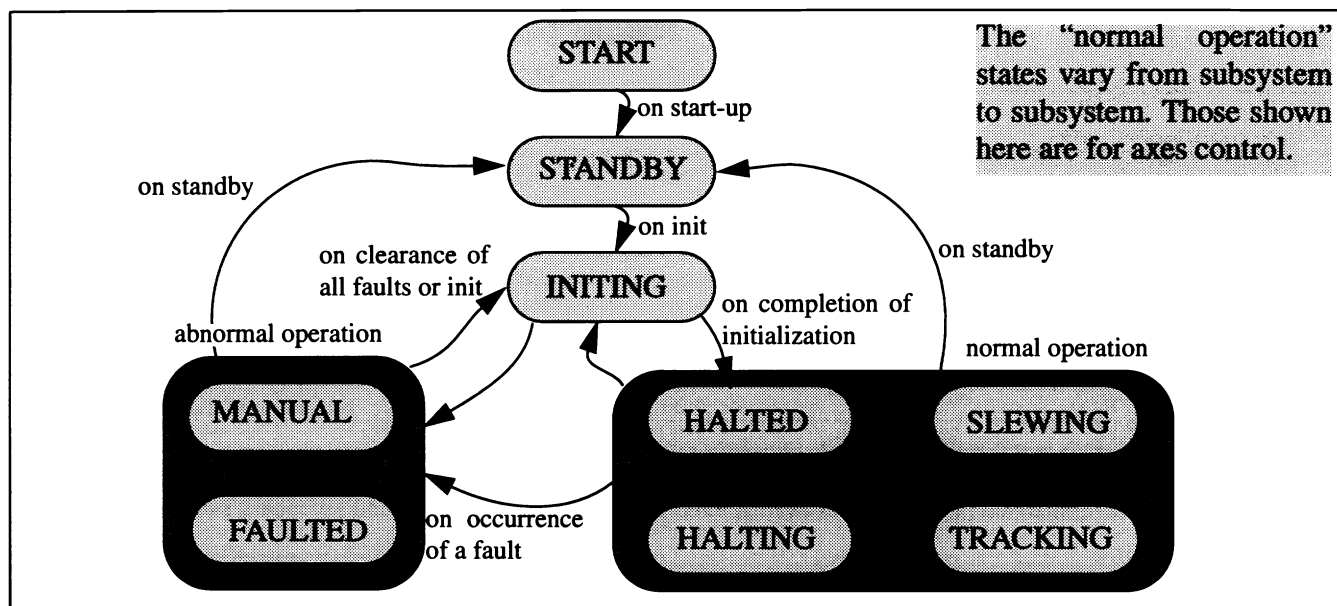 START
The “normal operation”
states vary from subsystem
to subsystem. Those shown
here are for axes control.
on start-up
STANDBY
on standby
on init
on standby
on clearance of
all faults or init
INITING
on completion of
initialization
abnormal operation
normal operation
MANUAL
HALTED
SLEWING
FAULTED
on occurrence
of a fault
HALTING
TRACKING